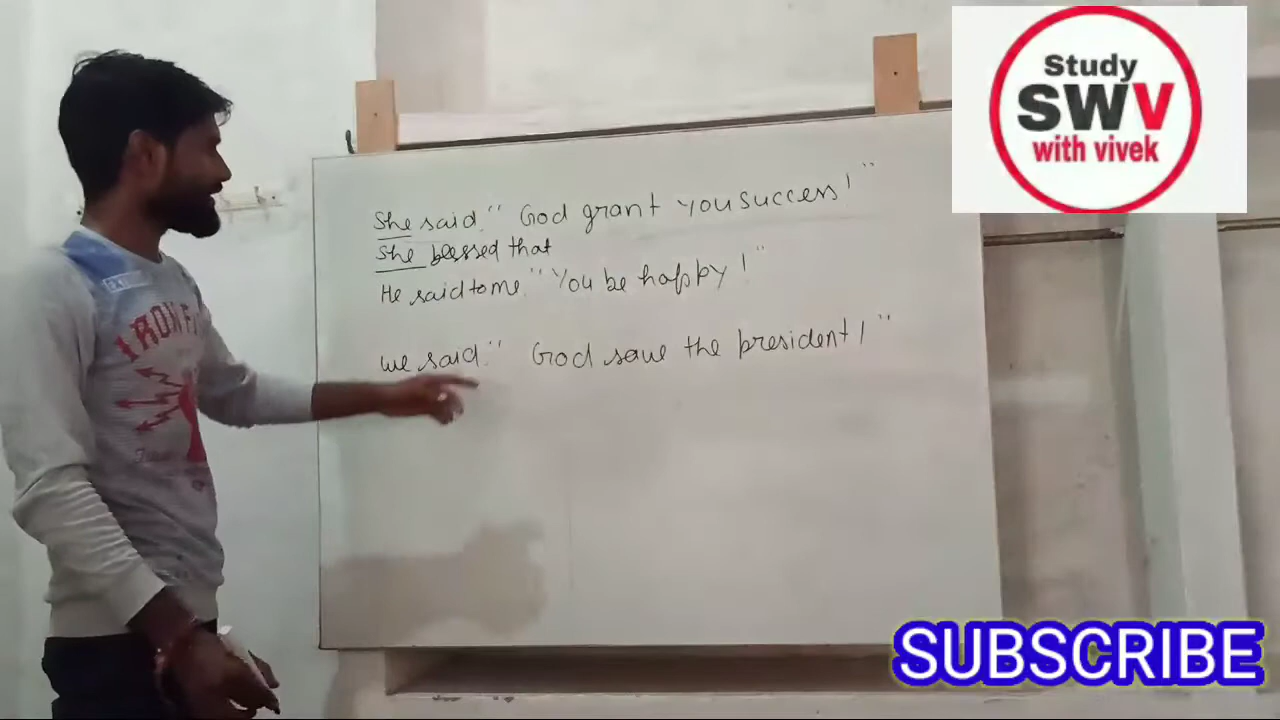 Study
SWV
with vivek
She said," God grant you success!"
She blessed that
He said to me," You be happy!"
We said," God save the president!"
IRON F
SUBSCRIBE